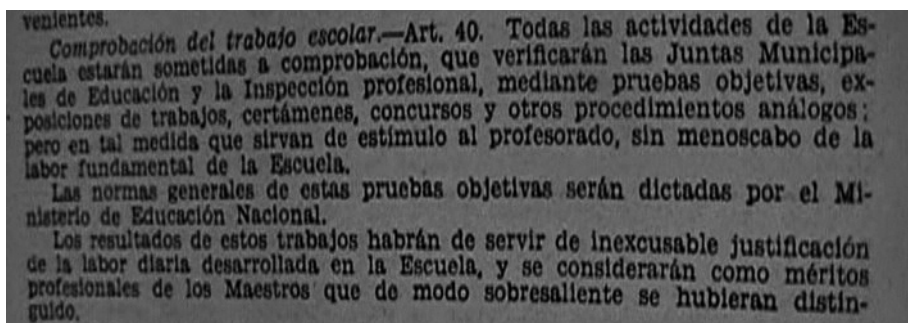 venientes.
Comprobación del trabajo escolar.—Art. 40. Todas las actividades de la Es-
cuela estarán sometidas a comprobación, que verificarán las Juntas Municipa-
les de Educación y la Inspección profesional, mediante pruebas objetivas, ex-
posiciones de trabajos, certámenes, concursos y otros procedimientos análogos;
pero en tal medida que sirvan de estímulo al profesorado, sin menoscabo de la
labor fundamental de la Escuela.
Las normas generales de estas pruebas objetivas serán dictadas por el Mi-
nisterio de Educación Nacional.
Los resultados de estos trabajos habrán de servir de inexcusable justificación
de la labor diaria desarrollada en la Escuela, y se considerarán como méritos
profesionales de los Maestros que de modo sobresaliente se hubieran distin-
guido.